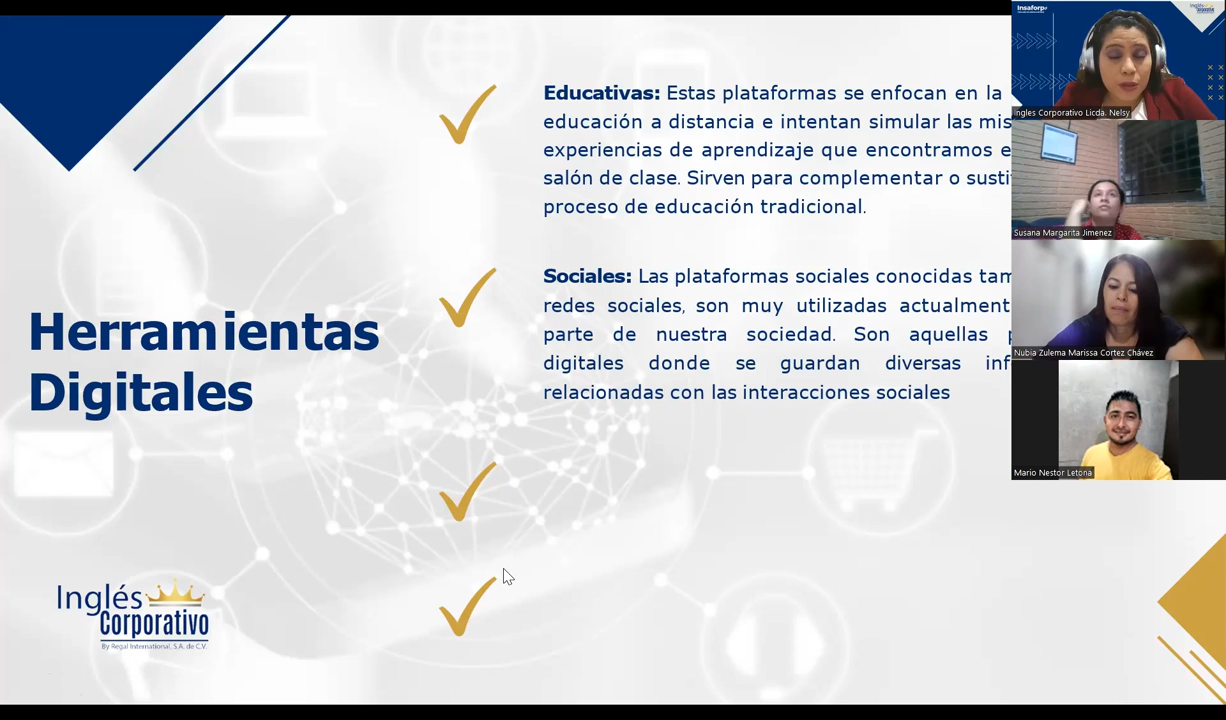 Educativas: Estas plataformas se enfocan en la
educación a distancia e intentan simular las mis
experiencias de aprendizaje que encontramos e
salón de clase. Sirven para complementar o susti
proceso de educación tradicional.
Sociales: Las plataformas sociales conocidas tam
redes sociales, son muy utilizadas actualment
parte de nuestra sociedad. Son aquellas p
digitales donde se guardan diversas inf
relacionadas con las interacciones sociales
Herramientas
Digitales
Inglés
Corporativo
By Regal International, S.A. de C.V.
Insaforp
Ingles Corporativo Licda. Nelsy
Susana Margarita Jimenez
Nubia Zulema Marissa Cortez Chávez
Mario Nestor Letona